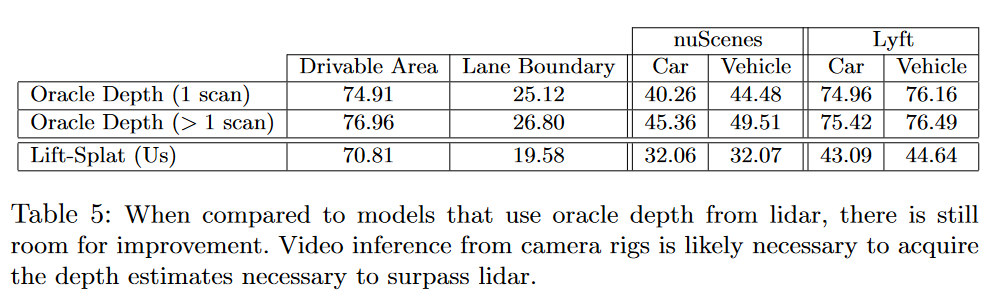 nuScenes Lyft
Drivable Area Lane Boundary Car Vehicle Car Vehicle
Oracle Depth (1 scan) 74.91 25.12 40.26 44.48 74.96 76.16
Oracle Depth (> 1 scan) 76.96 26.80 45.36 49.51 75.42 76.49
Lift-Splat (Us) 70.81 19.58 32.06 32.07 43.09 44.64
Table 5: When compared to models that use oracle depth from lidar, there is still
room for improvement. Video inference from camera rigs is likely necessary to acquire
the depth estimates necessary to surpass lidar.